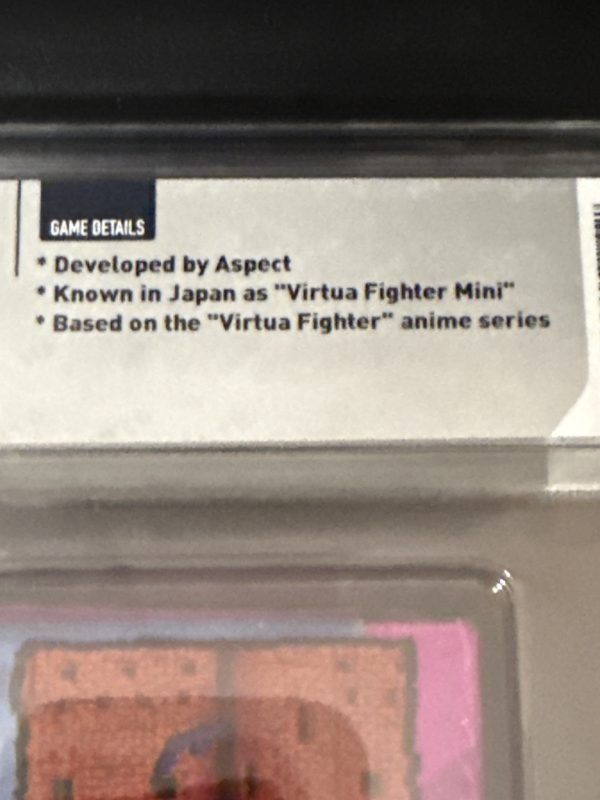 GAME DETAILS
* Developed by Aspect
* Known in Japan as "Virtua Fighter Mini"
* Based on the "Virtua Fighter" anime series